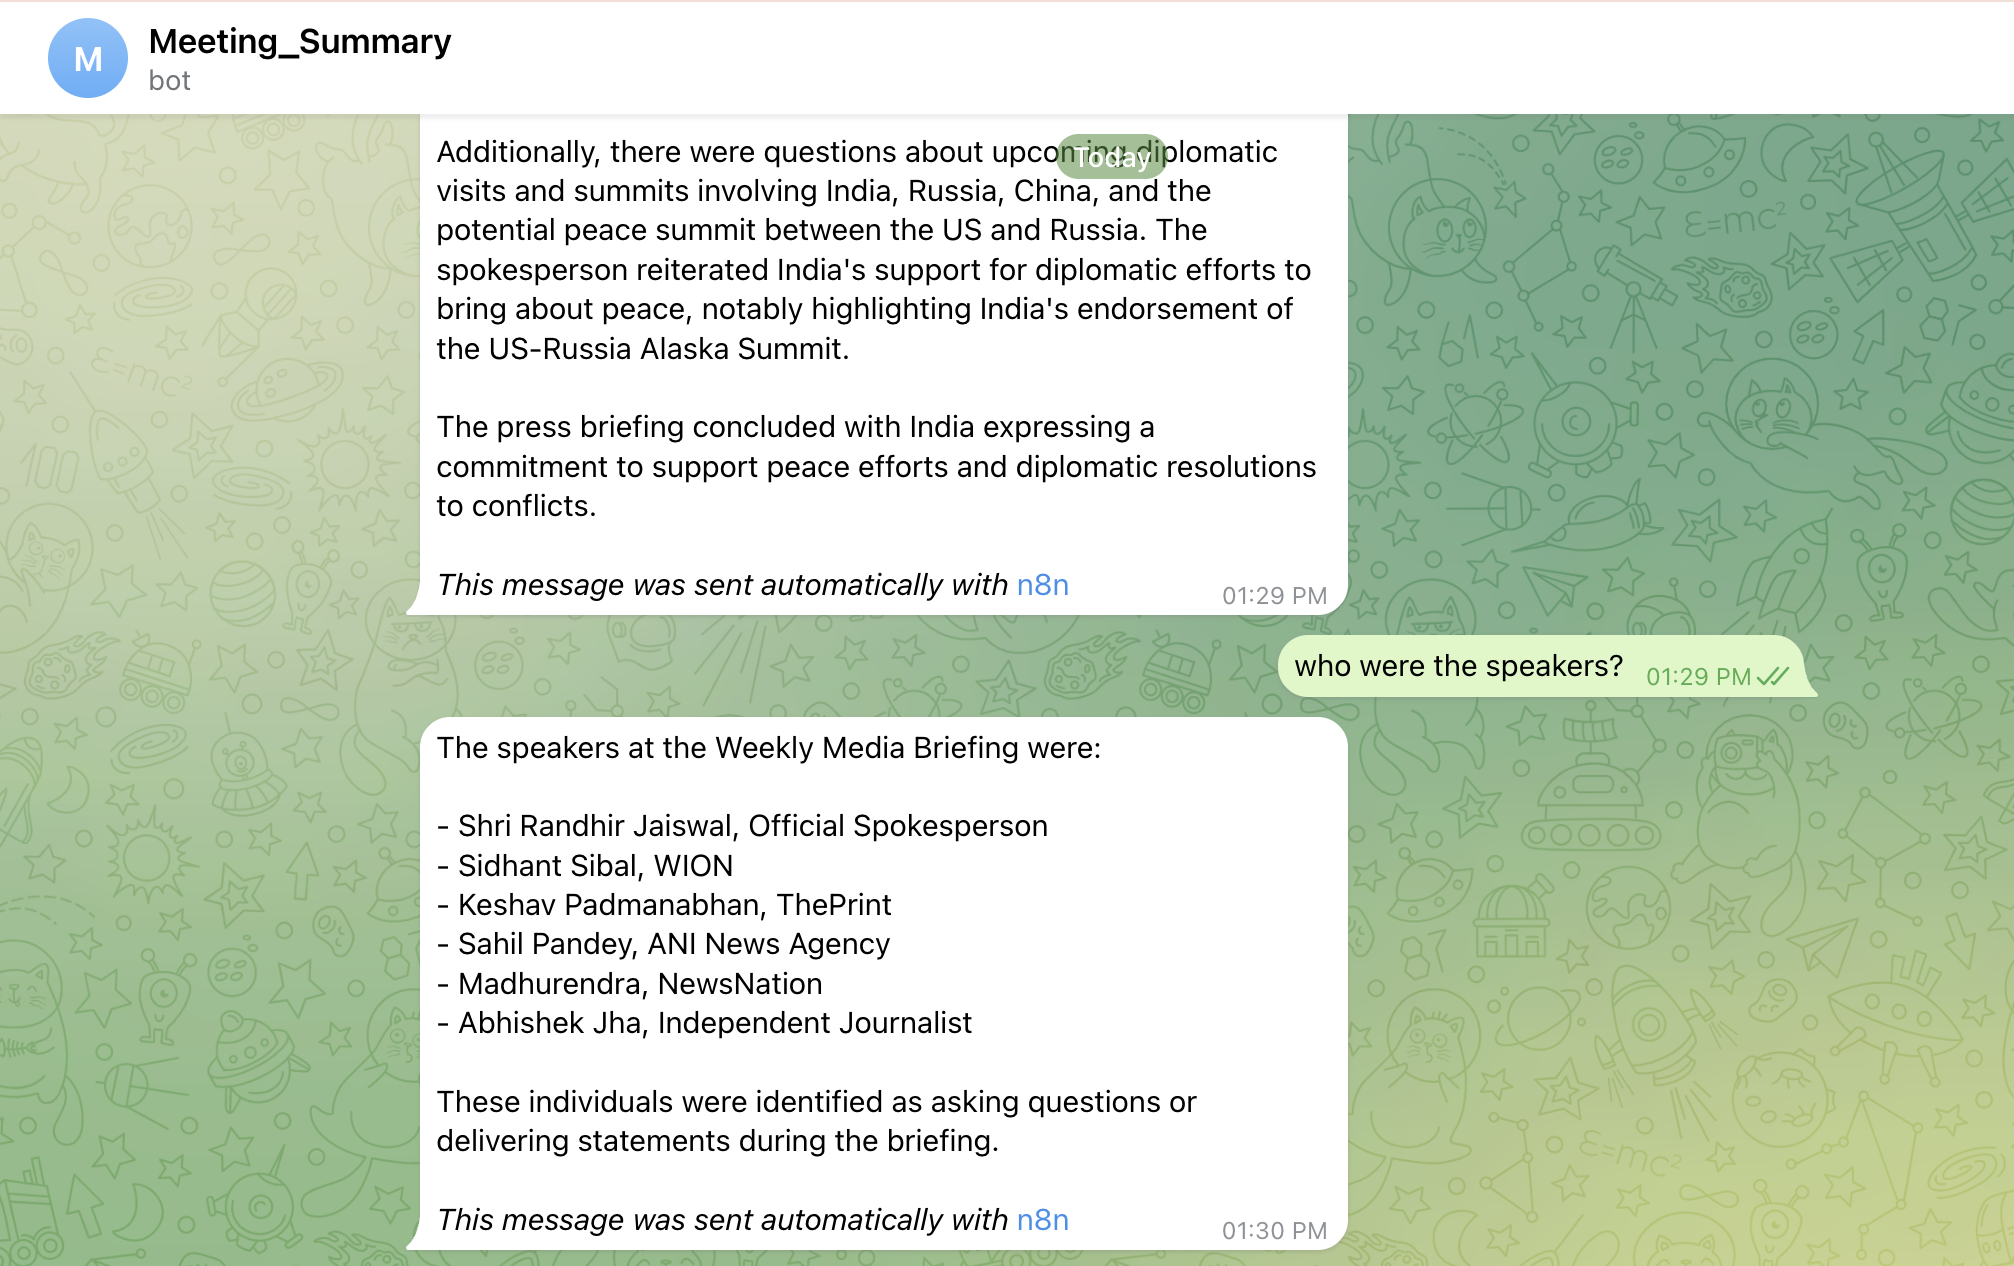 M
Meeting_Summary
bot
Today
Additionally, there were questions about upcoming diplomatic
visits and summits involving India, Russia, China, and the
potential peace summit between the US and Russia. The
spokesperson reiterated India's support for diplomatic efforts to
bring about peace, notably highlighting India's endorsement of
the US-Russia Alaska Summit.
The press briefing concluded with India expressing a
commitment to support peace efforts and diplomatic resolutions
to conflicts.
This message was sent automatically with n8n
01:29 PM
who were the speakers?
01:29 PM
The speakers at the Weekly Media Briefing were:
- Shri Randhir Jaiswal, Official Spokesperson
- Sidhant Sibal, WION
- Keshav Padmanabhan, ThePrint
- Sahil Pandey, ANI News Agency
- Madhurendra, NewsNation
- Abhishek Jha, Independent Journalist
These individuals were identified as asking questions or
delivering statements during the briefing.
This message was sent automatically with n8n
01:30 PM
ε=mc²
ε=mc²
ε=mc²